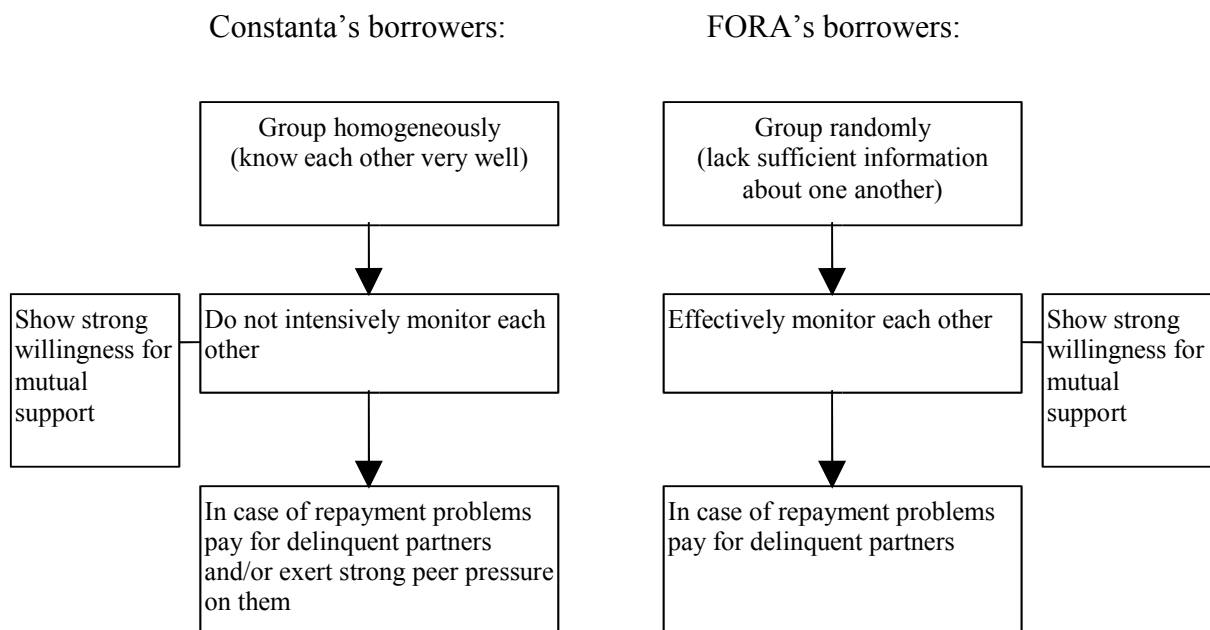 Constanta’s borrowers:
FORA’s borrowers:
Group homogeneously
(know each other very well)
Group randomly
(lack sufficient information
about one another)
Show strong
willingness for
mutual
support
Do not intensively monitor each
other
Effectively monitor each other
Show strong
willingness for
mutual
support
In case of repayment problems
pay for delinquent partners
and/or exert strong peer pressure
on them
In case of repayment problems
pay for delinquent partners